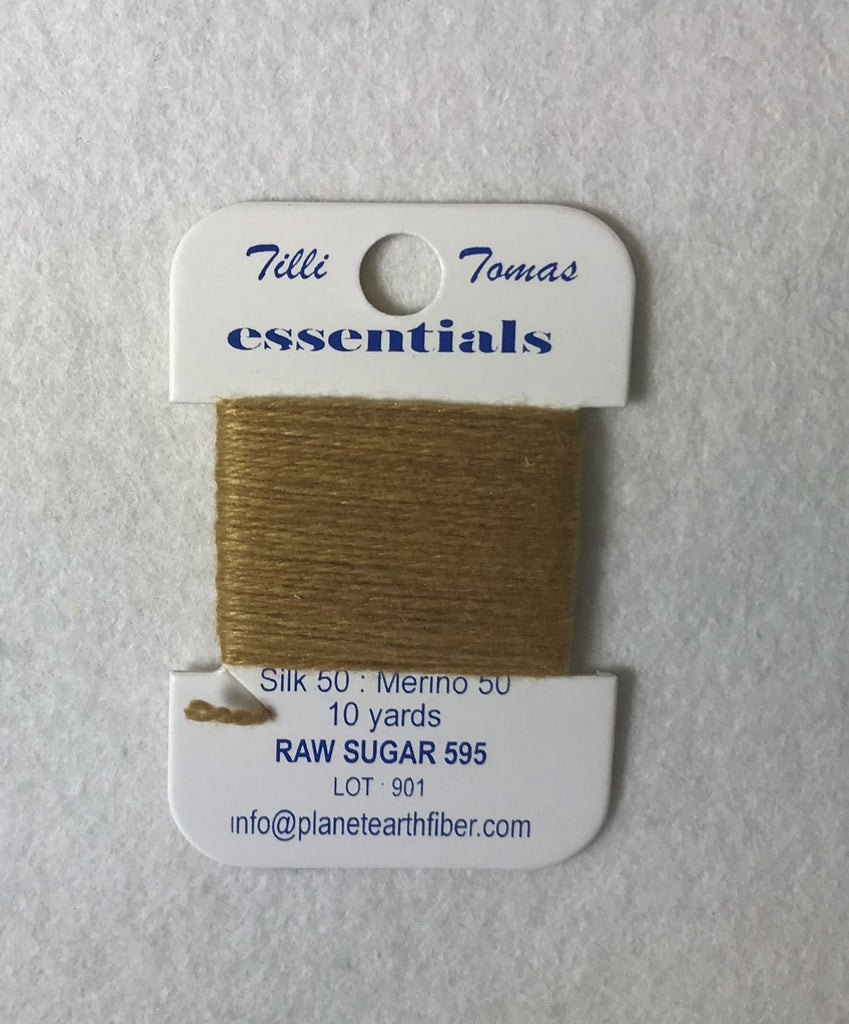 Tilli Tomas
essentials
Silk 50 : Merino 50
10 yards
RAW SUGAR 595
LOT : 901
info@planetearthfiber.com